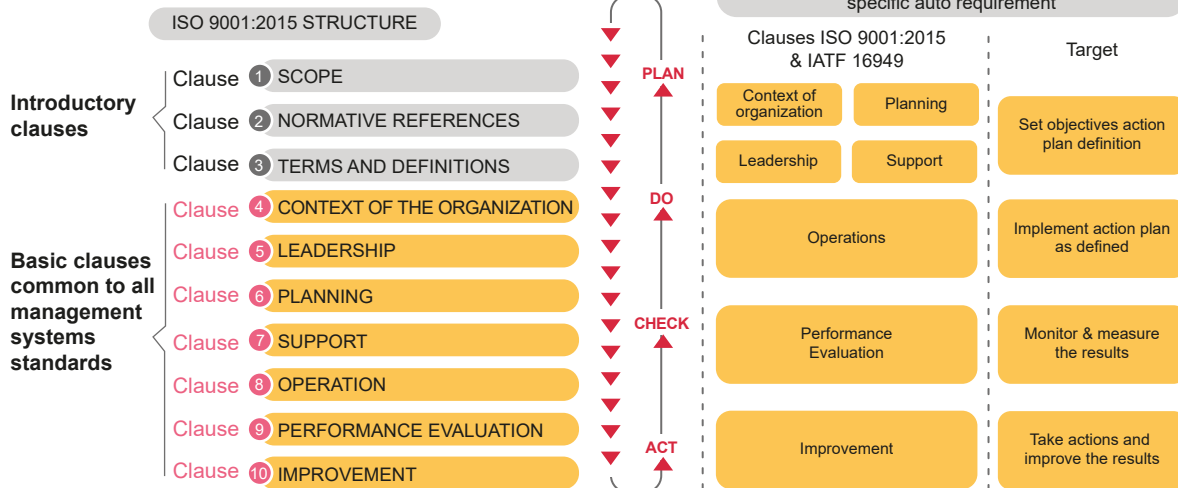 ISO 9001:2015 STRUCTURE
Introductory
clauses
Clause 1 SCOPE
Clause 2 NORMATIVE REFERENCES
Clause 3 TERMS AND DEFINITIONS
Basic clauses
common to all
management
systems
standards
Clause 4 CONTEXT OF THE ORGANIZATION
Clause 5 LEADERSHIP
Clause 6 PLANNING
Clause 7 SUPPORT
Clause 8 OPERATION
Clause 9 PERFORMANCE EVALUATION
Clause 10 IMPROVEMENT
PLAN
DO
CHECK
ACT
specific auto requirement
Clauses ISO 9001:2015
& IATF 16949
Target
Context of
organization
Planning
Leadership
Support
Set objectives action
plan definition
Operations
Implement action plan
as defined
Performance
Evaluation
Monitor & measure
the results
Improvement
Take actions and
improve the results